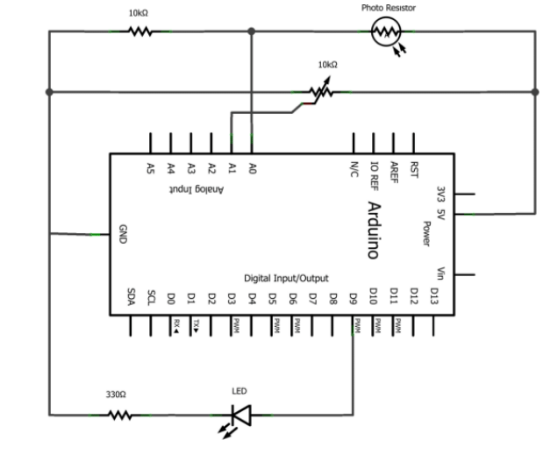 Photo Resistor
10kΩ
10kΩ
A5
A4
A3
A2
A1
A0
N/C
IO REF
AREF
RST
Analog Input
3V3
5V
Power
Vin
GND
Arduino
Digital Input/Output
SDA
SCL
D0
D1
D2
D3
D4
D5
D6
D7
D8
D9
D10
D11
D12
D13
RX◄
TX►
PWM
PWM
PWM
PWM
PWM
PWM
330Ω
LED